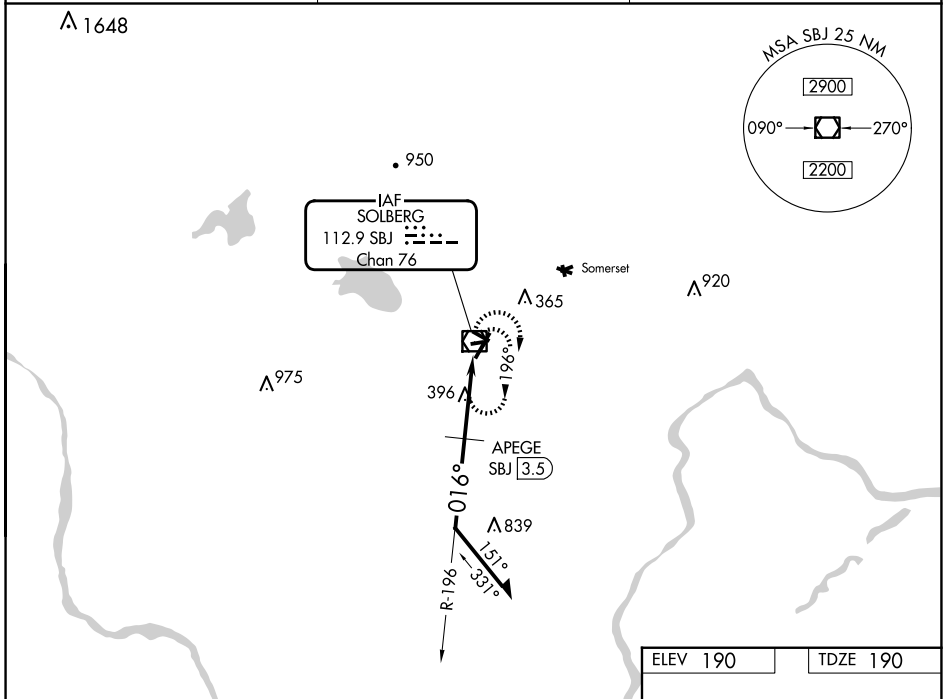 1648
MSA SBJ 25 NM
2900
090°
270°
2200
950
IAF
SOLBERG
112.9 SBJ
Chan 76
Somerset
365
920
975
396
196°
APEGE
SBJ 3.5
016°
839
151°
331°
R-196
ELEV 190
TDZE 190